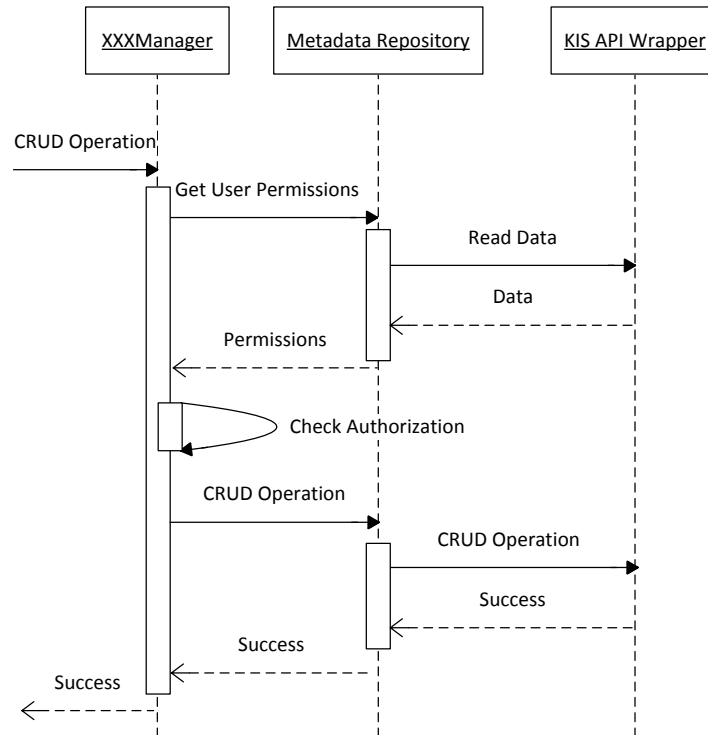 XXXManager
Metadata Repository
KIS API Wrapper
CRUD Operation
Get User Permissions
Read Data
Data
Permissions
Check Authorization
CRUD Operation
CRUD Operation
Success
Success
Success